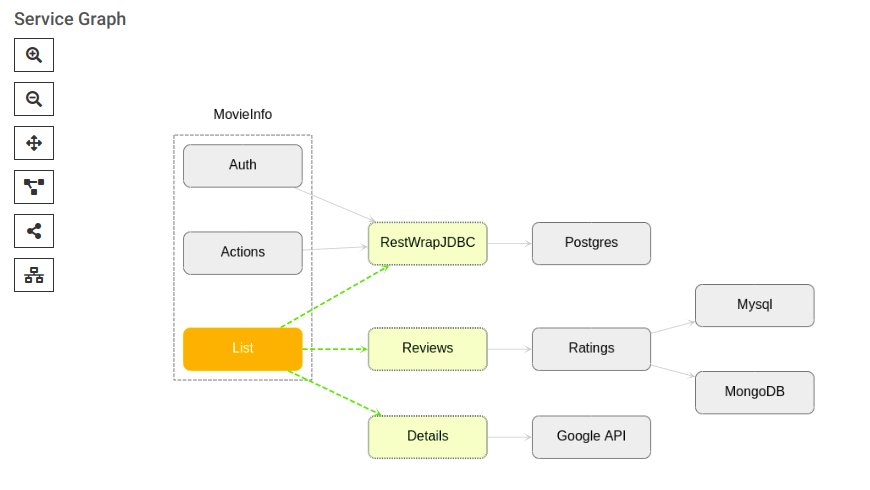 Service Graph
MovieInfo
Auth
Actions
List
RestWrapJDBC
Reviews
Details
Postgres
Ratings
Google API
Mysql
MongoDB